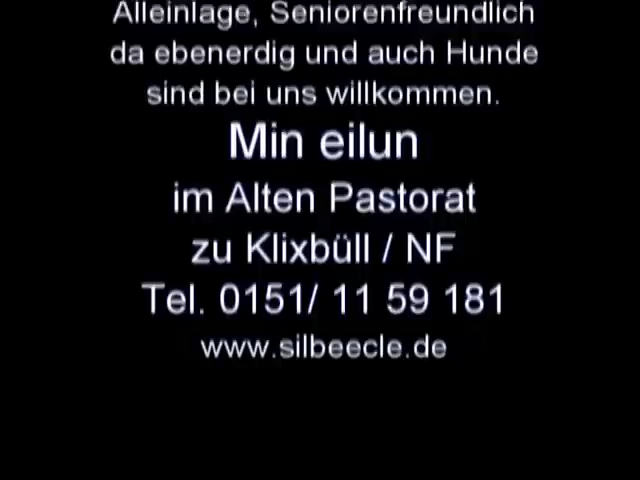 Alleinlage, Seniorenfreundlich
da ebenerdig und auch Hunde
sind bei uns willkommen.
Min eilun
im Alten Pastorat
zu Klixbüll / NF
Tel. 0151/ 11 59 181
www.silbeecle.de